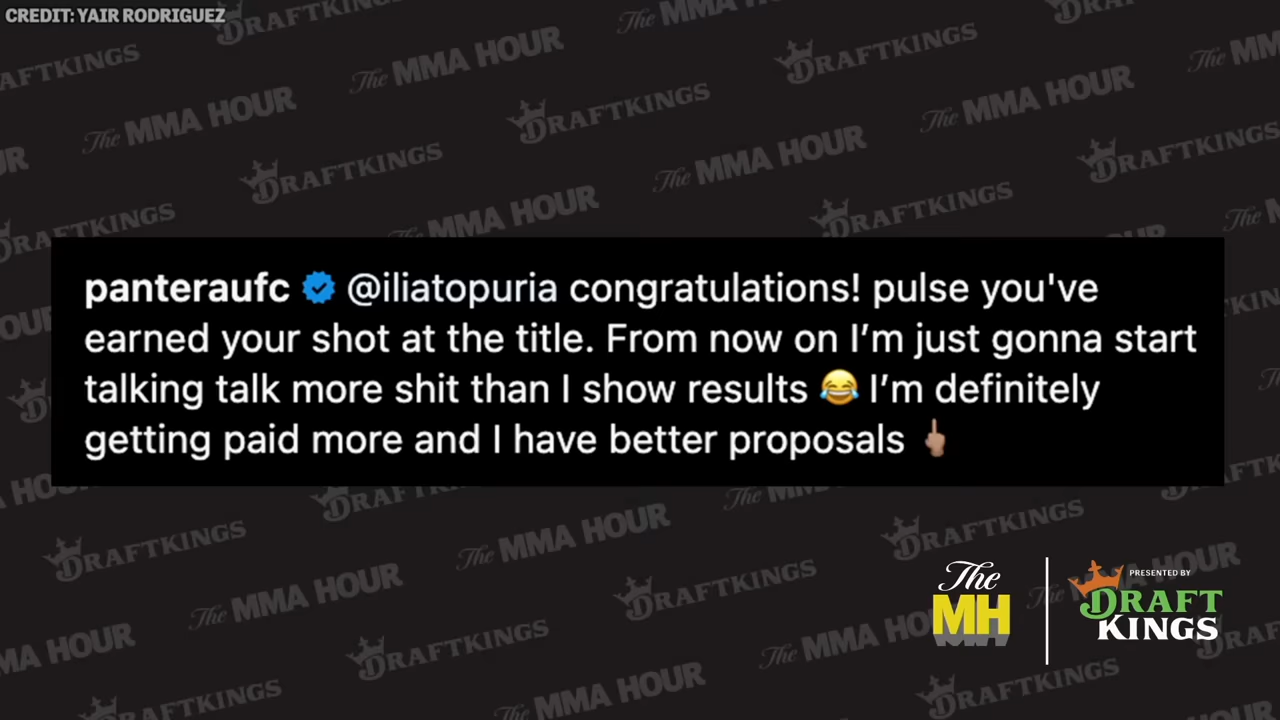 CREDIT: YAIR RODRIGUEZ
panteraufc @iliatopuria congratulations! pulse you've
earned your shot at the title. From now on I’m just gonna start
talking talk more shit than I show results 😂 I’m definitely
getting paid more and I have better proposals 🖕🏽
The
MH
PRESENTED BY
DRAFT
KINGS